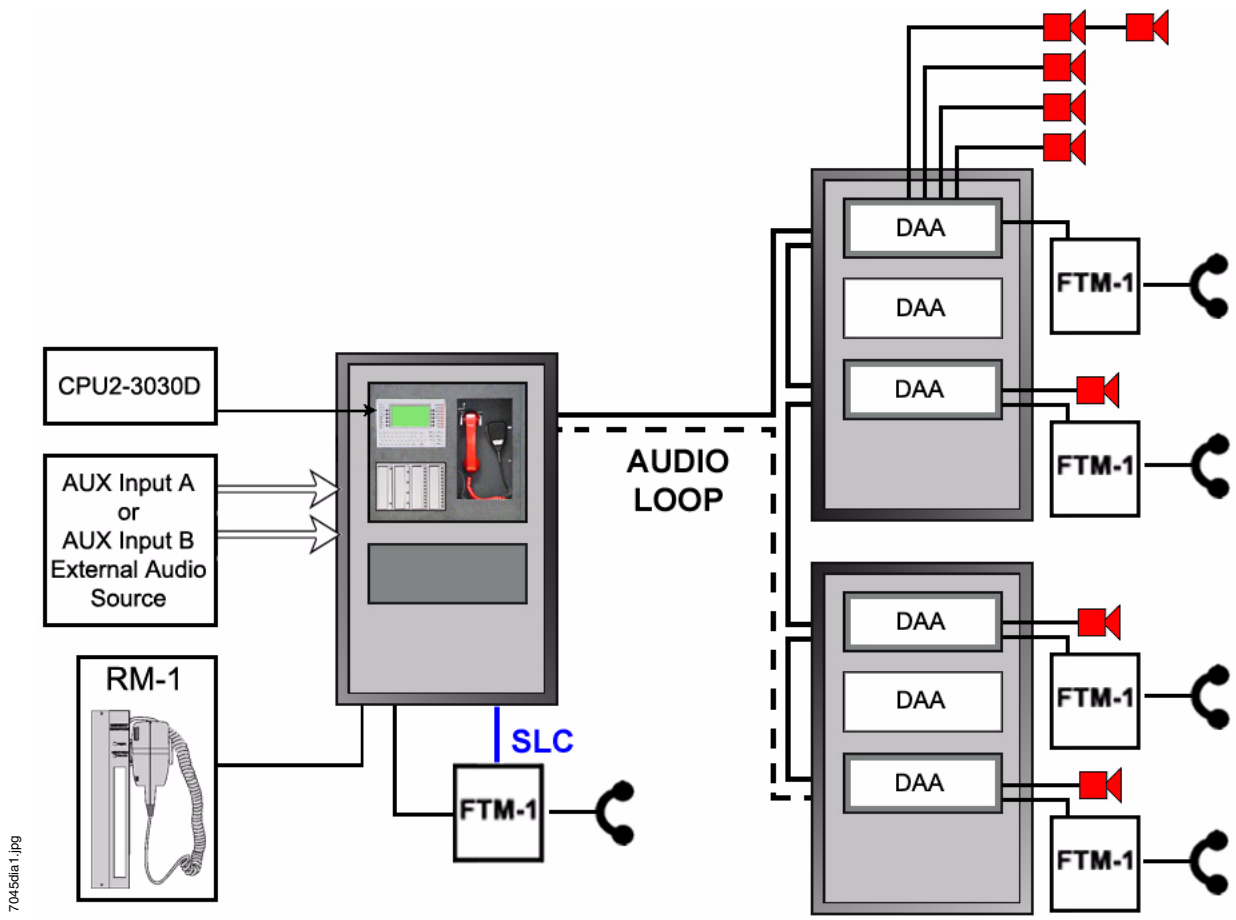 CPU2-3030D
AUX Input A
or
AUX Input B
External Audio
Source
RM-1
SLC
FTM-1
AUDIO
LOOP
DAA
FTM-1
DAA
DAA
FTM-1
DAA
FTM-1
DAA
DAA
FTM-1
7045dia1.jpg